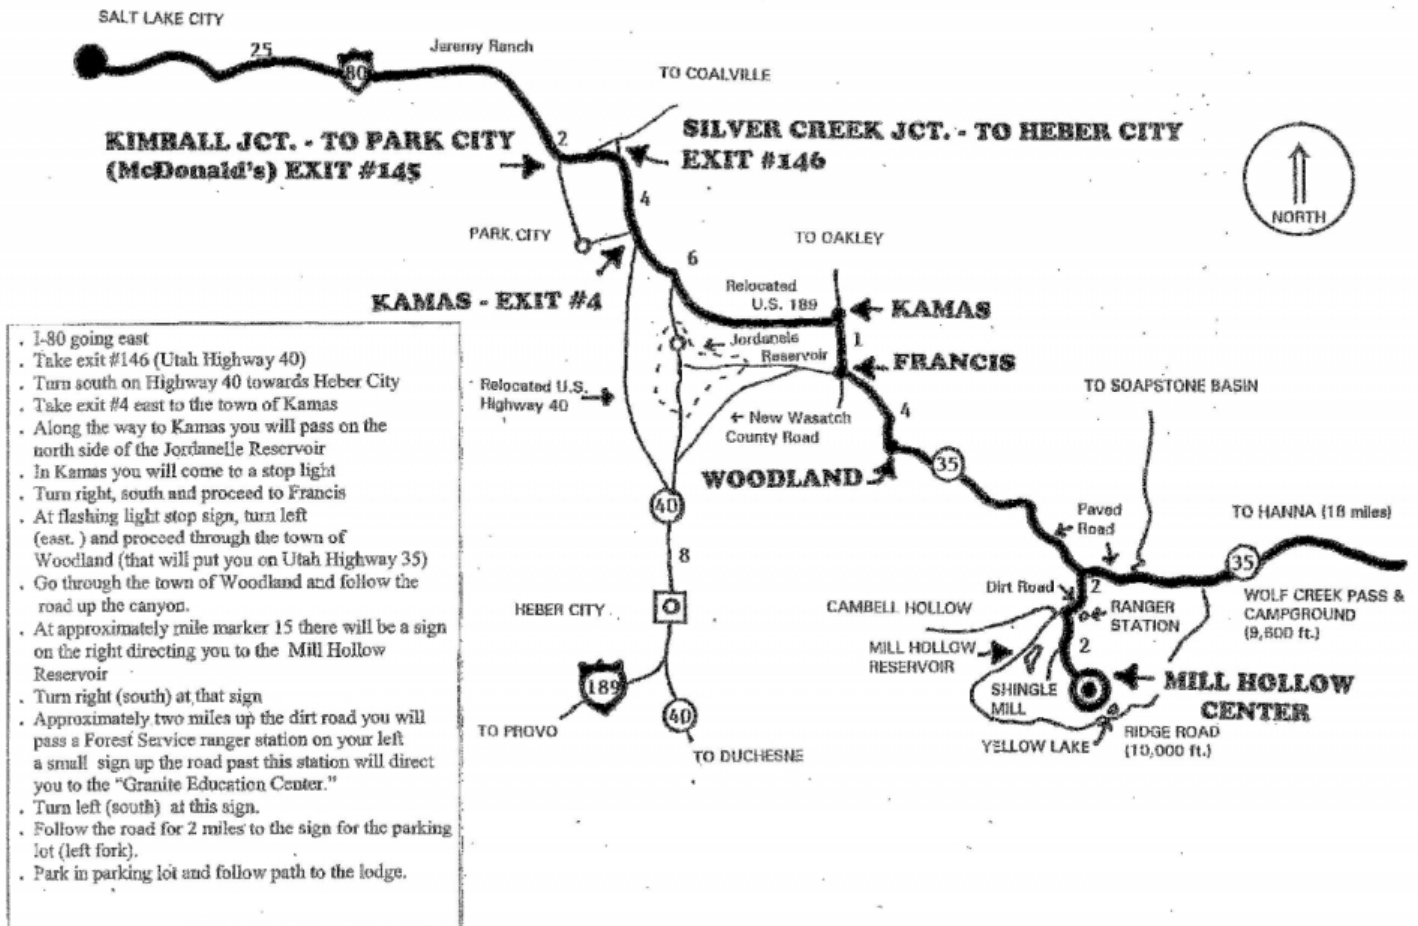 SALT LAKE CITY
25
80
Jeremy Ranch
TO COALVILLE
KIMBALL JCT. - TO PARK CITY
(McDonald's) EXIT #145
2
SILVER CREEK JCT. - TO HEBER CITY
EXIT #146
4
NORTH
PARK CITY
TO OAKLEY
6
KAMAS - EXIT #4
Relocated
U.S. 189
KAMAS
1
Jordanele
Reservoir
FRANCIS
Relocated U.S.
Highway 40
← New Wasatch
County Road
4
TO SOAPSTONE BASIN
WOODLAND
35
40
Paved
Road
TO HANNA (18 miles)
8
35
Dirt Road
2
WOLF CREEK PASS &
CAMPGROUND
(9,600 ft.)
HEBER CITY
CAMBELL HOLLOW
RANGER
STATION
MILL HOLLOW
RESERVOIR
2
SHINGLE
MILL
MILL HOLLOW
CENTER
189
40
TO PROVO
YELLOW LAKE
RIDGE ROAD
(10,000 ft.)
TO DUCHESNE
. I-80 going east
. Take exit #146 (Utah Highway 40)
. Turn south on Highway 40 towards Heber City
. Take exit #4 east to the town of Kamas
. Along the way to Kamas you will pass on the
north side of the Jordanelle Reservoir
. In Kamas you will come to a stop light
. Turn right, south and proceed to Francis
. At flashing light stop sign, turn left
(east. ) and proceed through the town of
Woodland (that will put you on Utah Highway 35)
. Go through the town of Woodland and follow the
road up the canyon.
. At approximately mile marker 15 there will be a sign
on the right directing you to the Mill Hollow
Reservoir
. Turn right (south) at that sign
. Approximately two miles up the dirt road you will
pass a Forest Service ranger station on your left
a small sign up the road past this station will direct
you to the "Granite Education Center."
. Turn left (south) at this sign.
. Follow the road for 2 miles to the sign for the parking
lot (left fork).
. Park in parking lot and follow path to the lodge.